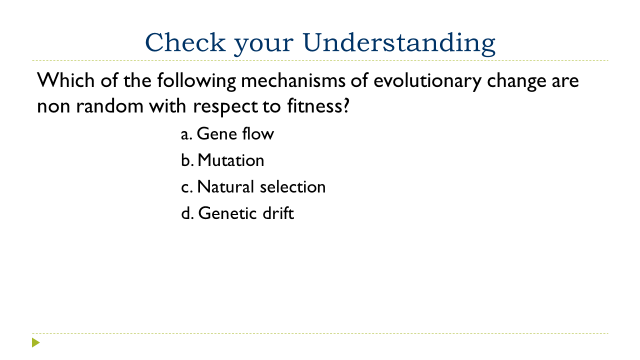 Check your Understanding
Which of the following mechanisms of evolutionary change are
non random with respect to fitness?
a. Gene flow
b. Mutation
c. Natural selection
d. Genetic drift